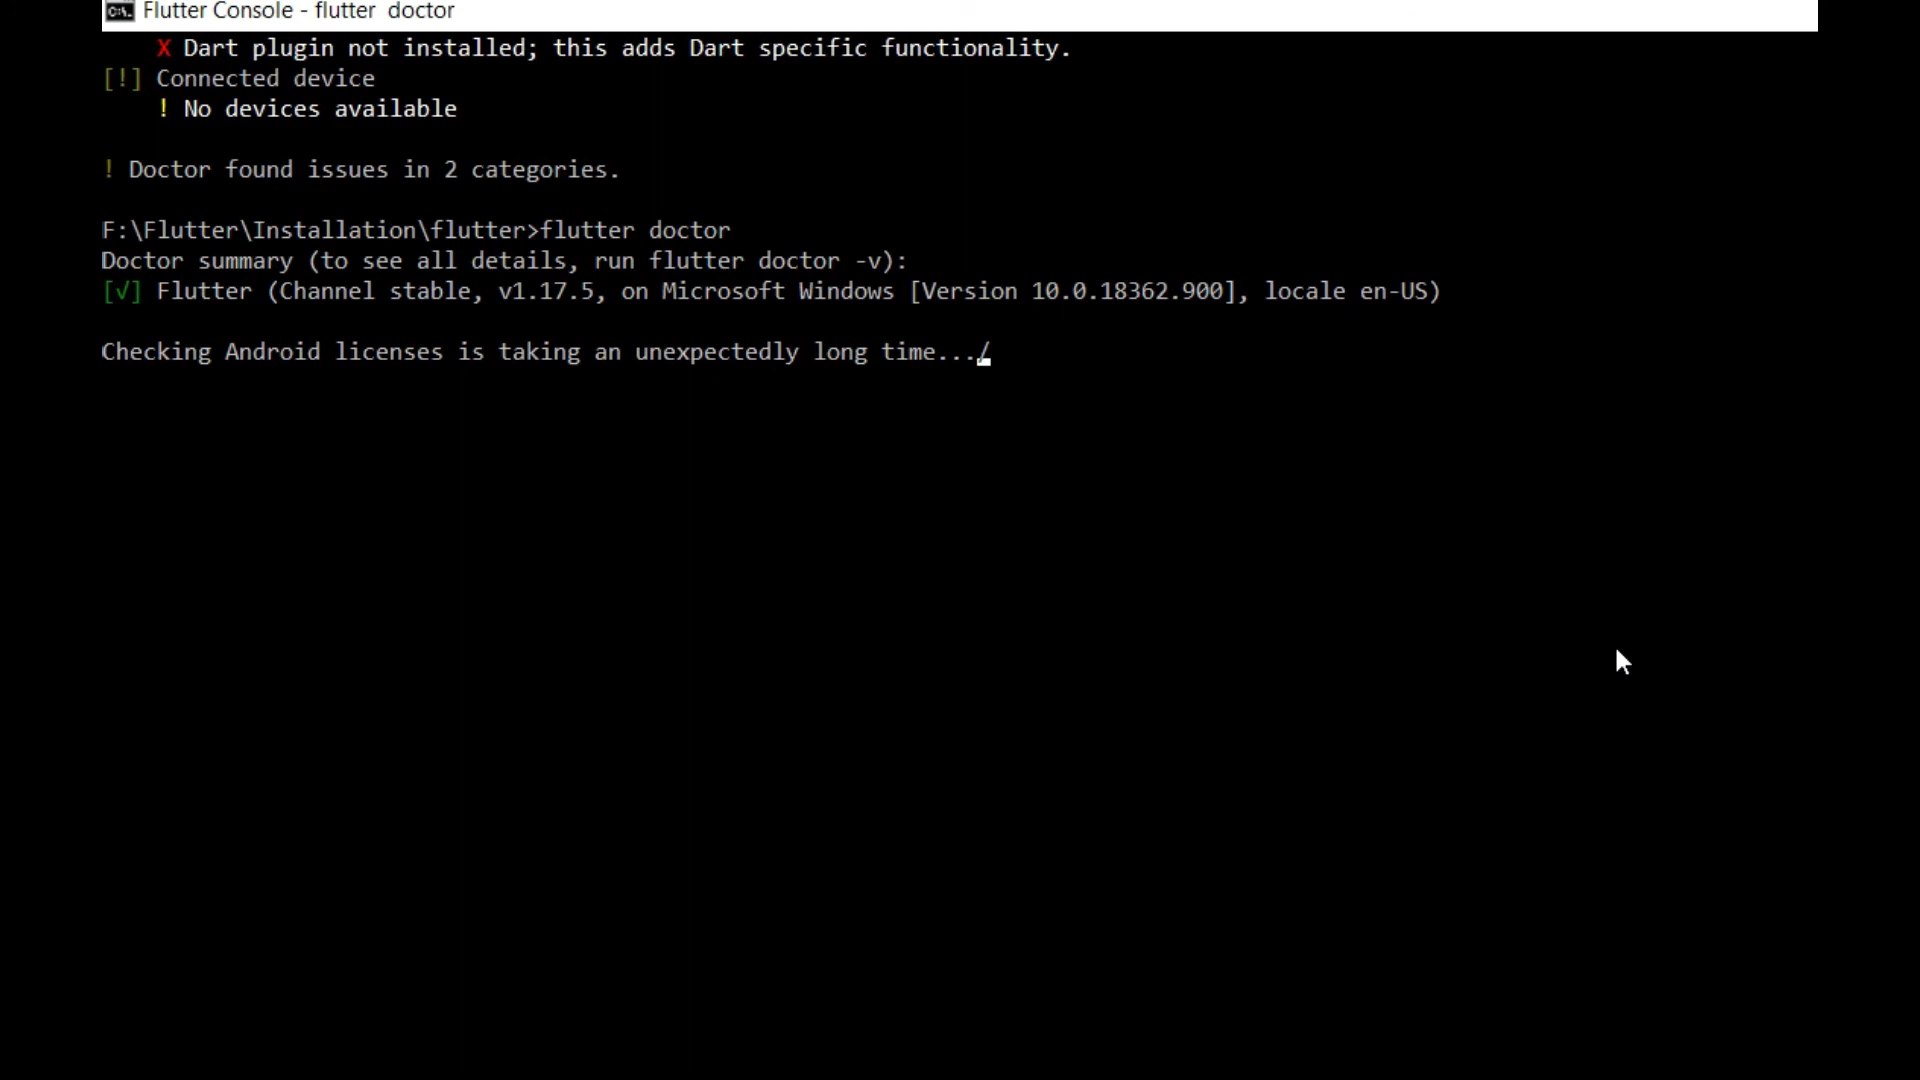 Flutter Console - flutter  doctor
X Dart plugin not installed; this adds Dart specific functionality.
[!] Connected device
! No devices available
! Doctor found issues in 2 categories.
F:\Flutter\Installation\flutter>flutter doctor
Doctor summary (to see all details, run flutter doctor -v):
[√] Flutter (Channel stable, v1.17.5, on Microsoft Windows [Version 10.0.18362.900], locale en-US)
Checking Android licenses is taking an unexpectedly long time.../